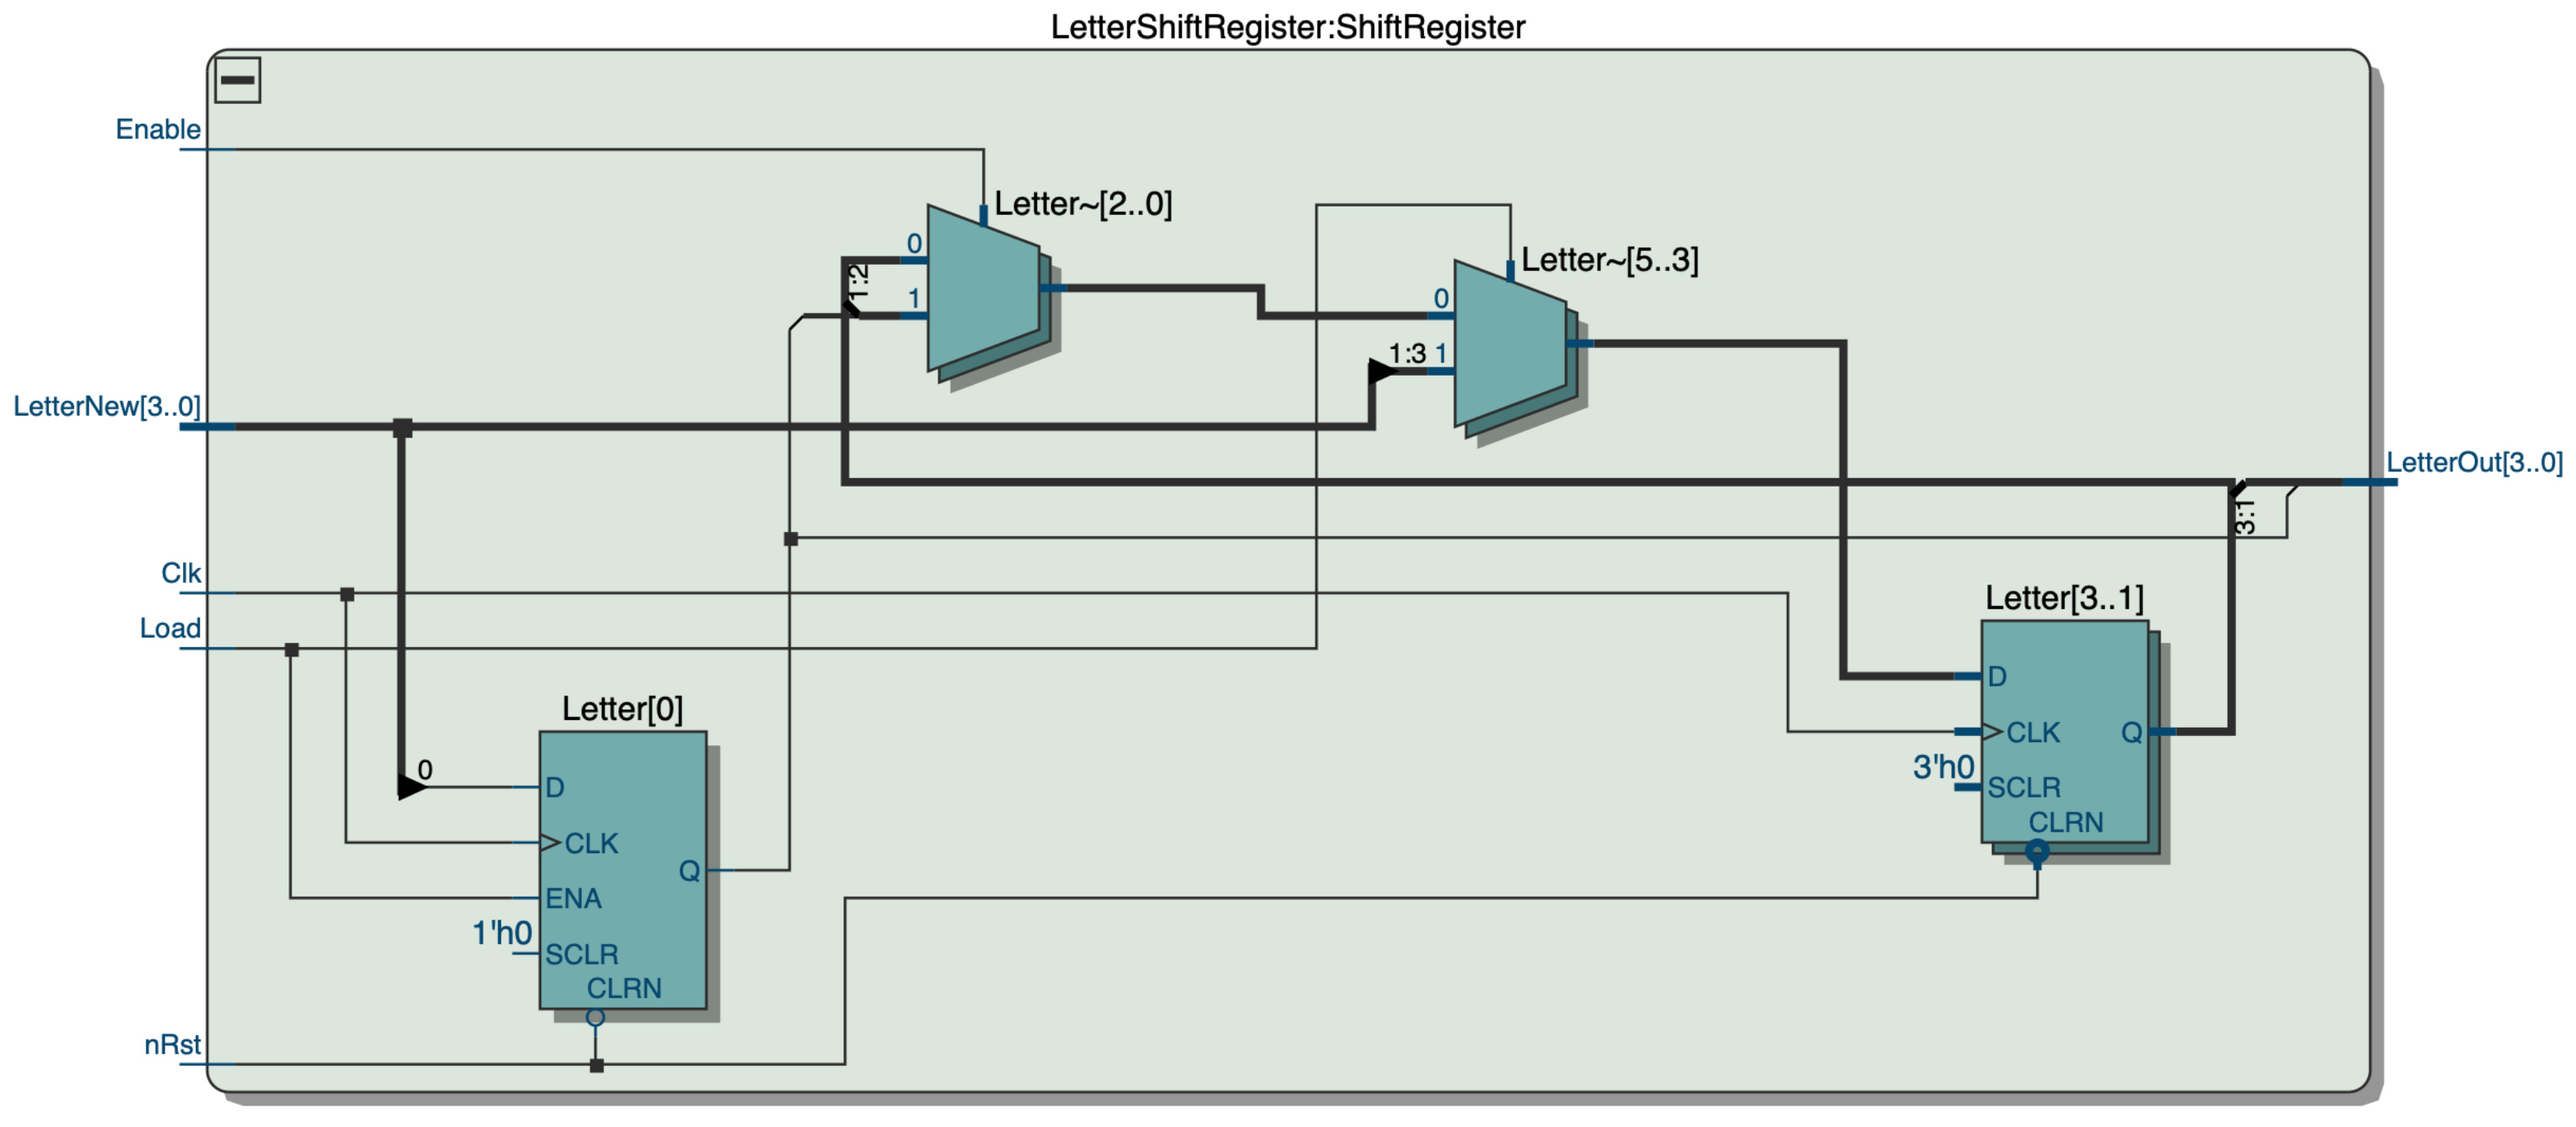 LetterShiftRegister:ShiftRegister
Enable
Letter~[2..0]
0
1:2
1
Letter~[5..3]
0
1:3 1
LetterNew[3..0]
LetterOut[3..0]
3:1
Clk
Load
Letter[3..1]
D
CLK
Q
3'h0
SCLR
CLRN
Letter[0]
0
D
CLK
Q
ENA
1'h0
SCLR
CLRN
nRst